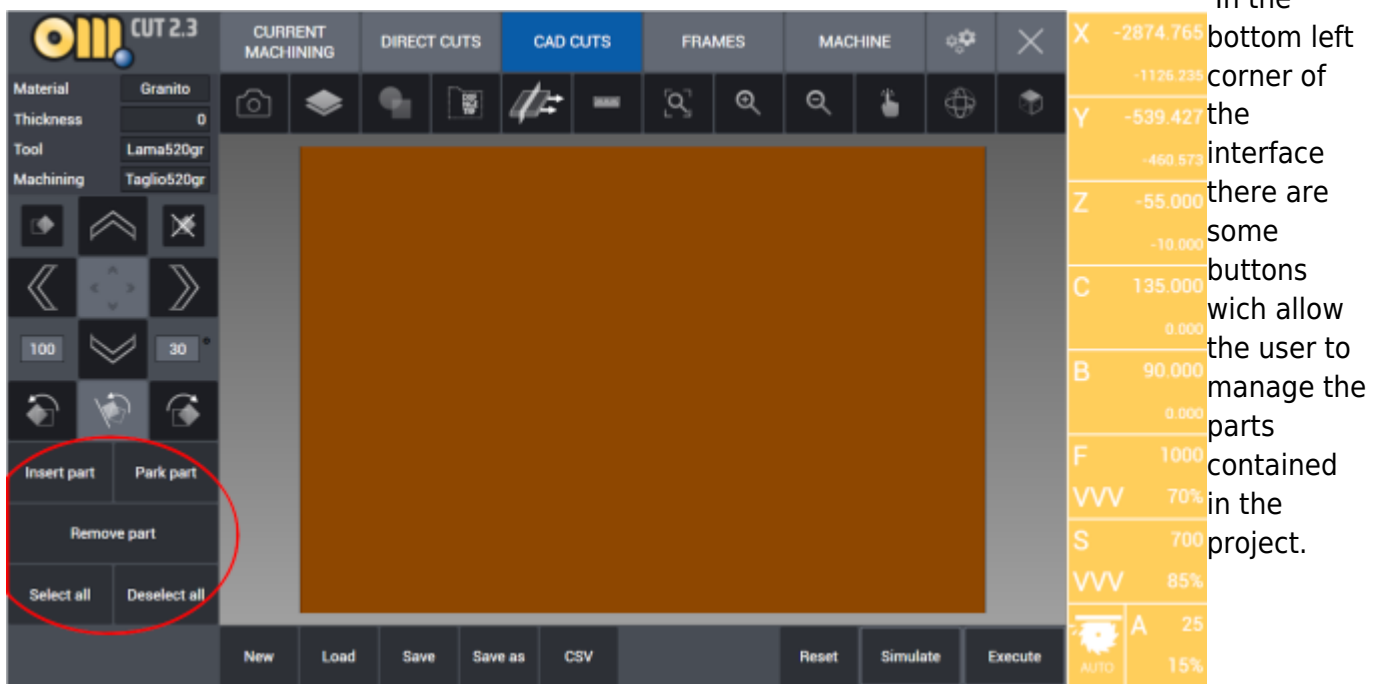 OM CUT 2.3
CURRENT MACHINING
DIRECT CUTS
CAD CUTS
FRAMES
MACHINE
Material Granito
Thickness 0
Tool Lama520gr
Machining Taglio520gr
100
30 °
Insert part
Park part
Remove part
Select all
Deselect all
New
Load
Save
Save as
CSV
Reset
Simulate
Execute
X -2874.765
-1126.235
Y -539.427
-460.573
Z -55.000
-10.000
C 135.000
0.000
B 90.000
0.000
F 1000
VVV 70%
S 700
VVV 85%
AUTO
A 25
15%
in the
bottom left
corner of
the
interface
there are
some
buttons
wich allow
the user to
manage the
parts
contained
in the
project.